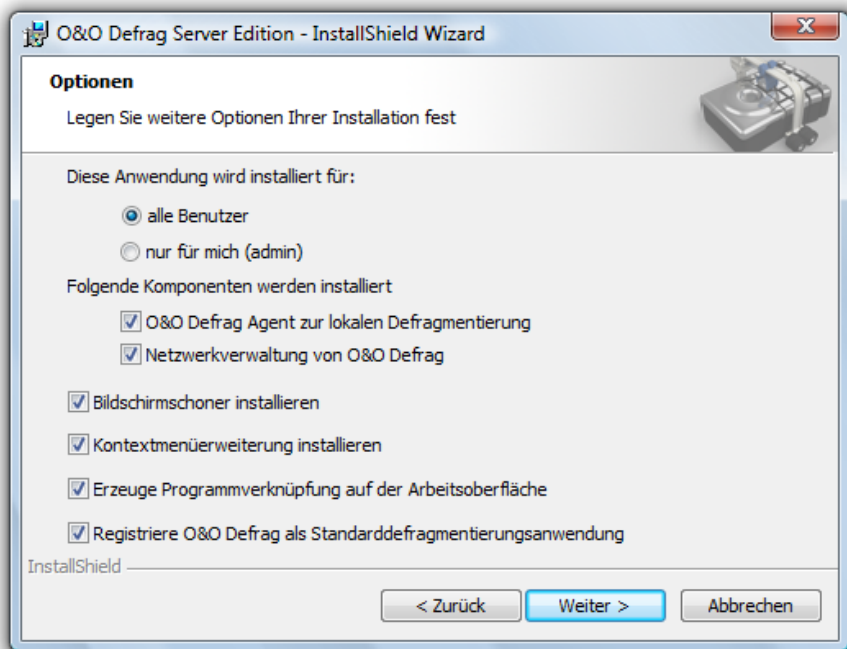 O&O Defrag Server Edition - InstallShield Wizard
Optionen
Legen Sie weitere Optionen Ihrer Installation fest
Diese Anwendung wird installiert für:
alle Benutzer
nur für mich (admin)
Folgende Komponenten werden installiert
O&O Defrag Agent zur lokalen Defragmentierung
Netzwerkverwaltung von O&O Defrag
Bildschirmschoner installieren
Kontextmenüerweiterung installieren
Erzeuge Programmverknüpfung auf der Arbeitsoberfläche
Registriere O&O Defrag als Standarddefragmentierungsanwendung
InstallShield
< Zurück
Weiter >
Abbrechen